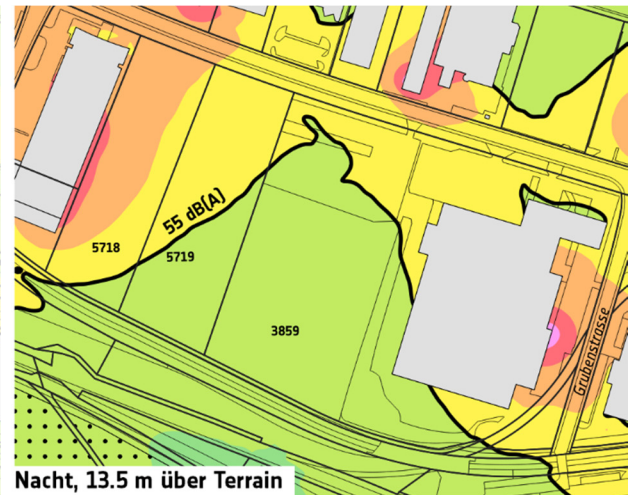 55 dB(A)
5718
5719
3859
Grubenstrasse
Nacht, 13.5 m über Terrain